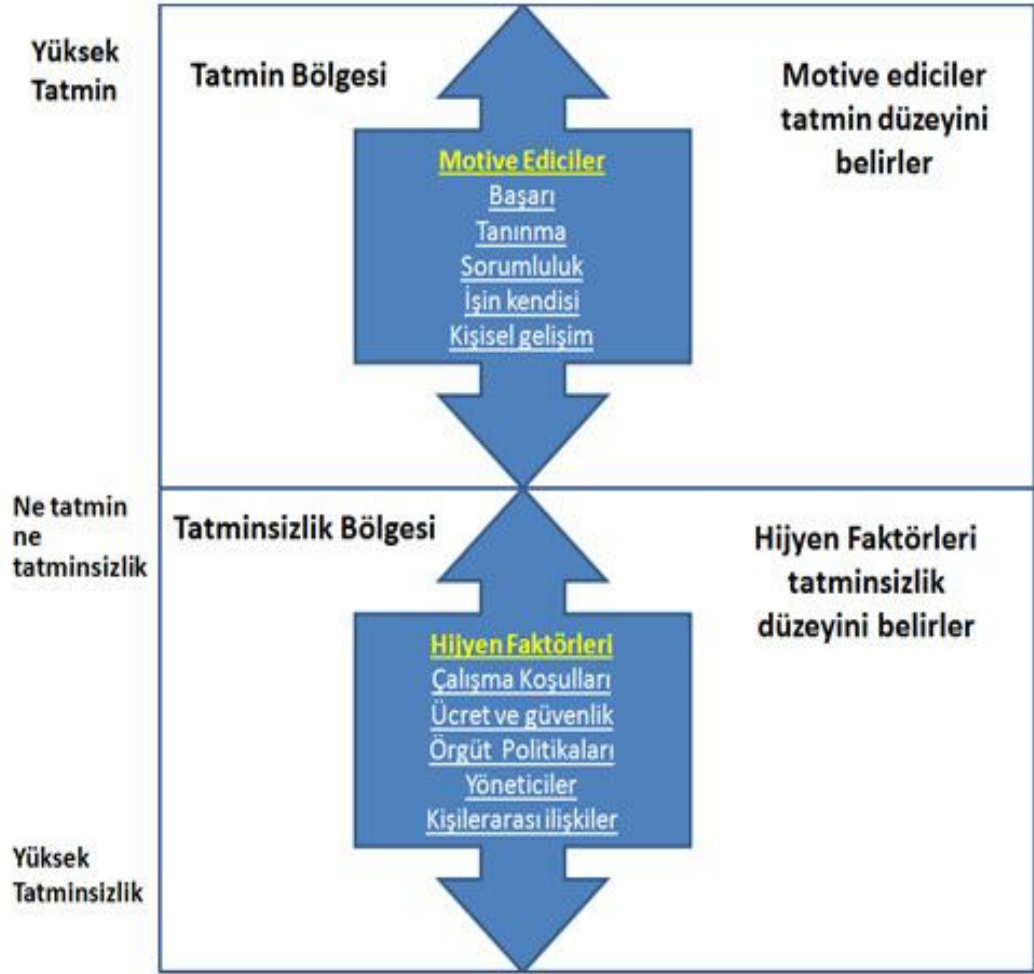 Yüksek
Tatmin
Tatmin Bölgesi
Motive ediciler
tatmin düzeyini
belirler
Motive Ediciler
Başarı
Tanınma
Sorumluluk
İşin kendisi
Kişisel gelişim
Ne tatmin
ne
tatminsizlik
Tatminsizlik Bölgesi
Hijyen Faktörleri
tatminsizlik
düzeyini belirler
Hijyen Faktörleri
Çalışma Koşulları
Ücret ve güvenlik
Örgüt Politikaları
Yöneticiler
Kişilerarası ilişkiler
Yüksek
Tatminsizlik